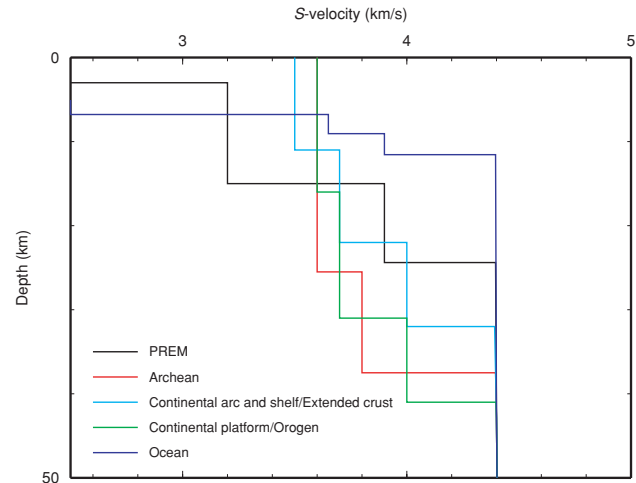 S-velocity (km/s)
3 4 5
0
Depth (km)
PREM
Archean
Continental arc and shelf/Extended crust
Continental platform/Orogen
Ocean
50